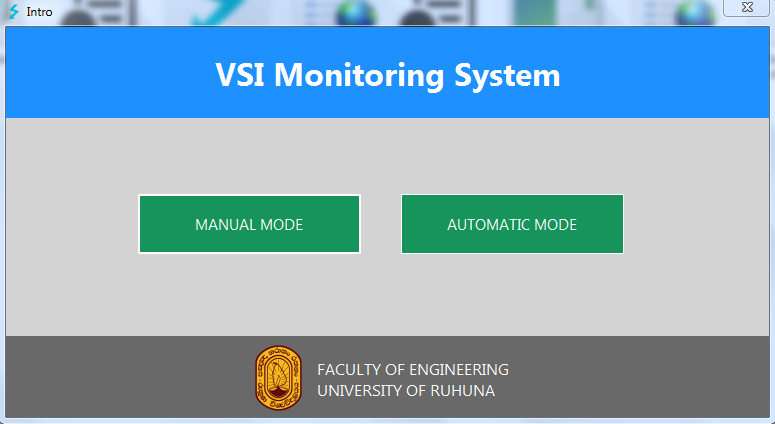 Intro
VSI Monitoring System
MANUAL MODE
AUTOMATIC MODE
FACULTY OF ENGINEERING
UNIVERSITY OF RUHUNA